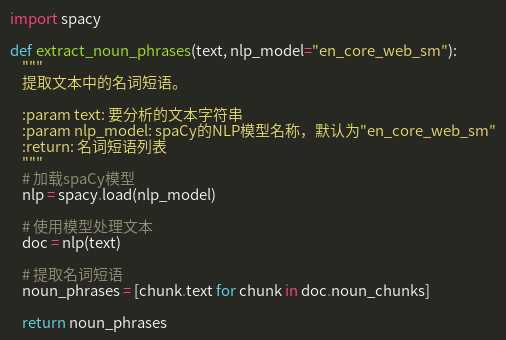 import spacy
def extract_noun_phrases(text, nlp_model="en_core_web_sm"):
"""
提取文本中的名词短语。
:param text: 要分析的文本字符串
:param nlp_model: spaCy的NLP模型名称，默认为"en_core_web_sm"
:return: 名词短语列表
"""
# 加载spaCy模型
nlp = spacy.load(nlp_model)
# 使用模型处理文本
doc = nlp(text)
# 提取名词短语
noun_phrases = [chunk.text for chunk in doc.noun_chunks]
return noun_phrases